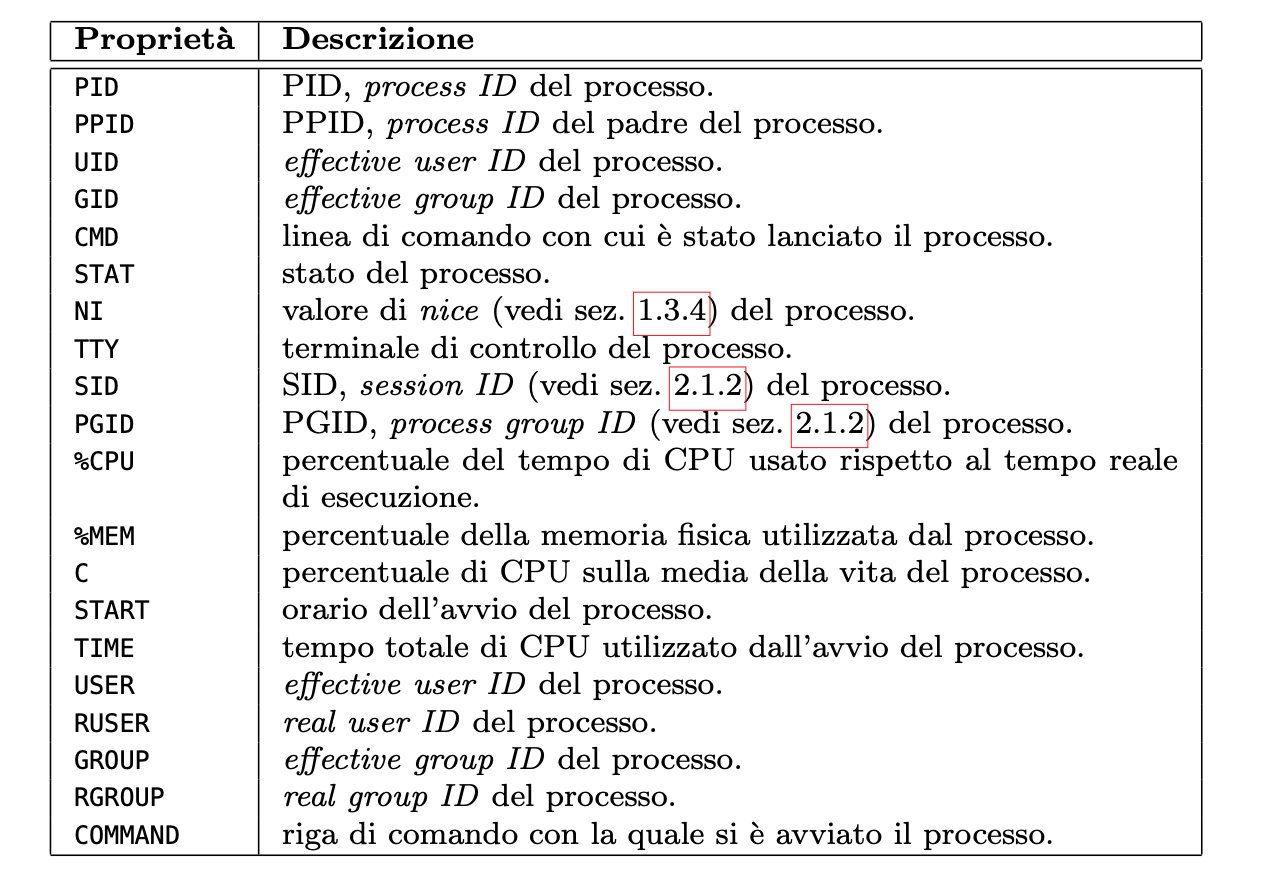 Proprietà Descrizione
PID PID, process ID del processo.
PPID PPID, process ID del padre del processo.
UID effective user ID del processo.
GID effective group ID del processo.
CMD linea di comando con cui è stato lanciato il processo.
STAT stato del processo.
NI valore di nice (vedi sez. 1.3.4) del processo.
TTY terminale di controllo del processo.
SID SID, session ID (vedi sez. 2.1.2) del processo.
PGID PGID, process group ID (vedi sez. 2.1.2) del processo.
%CPU percentuale del tempo di CPU usato rispetto al tempo reale
di esecuzione.
%MEM percentuale della memoria fisica utilizzata dal processo.
C percentuale di CPU sulla media della vita del processo.
START orario dell'avvio del processo.
TIME tempo totale di CPU utilizzato dall'avvio del processo.
USER effective user ID del processo.
RUSER real user ID del processo.
GROUP effective group ID del processo.
RGROUP real group ID del processo.
COMMAND riga di comando con la quale si è avviato il processo.